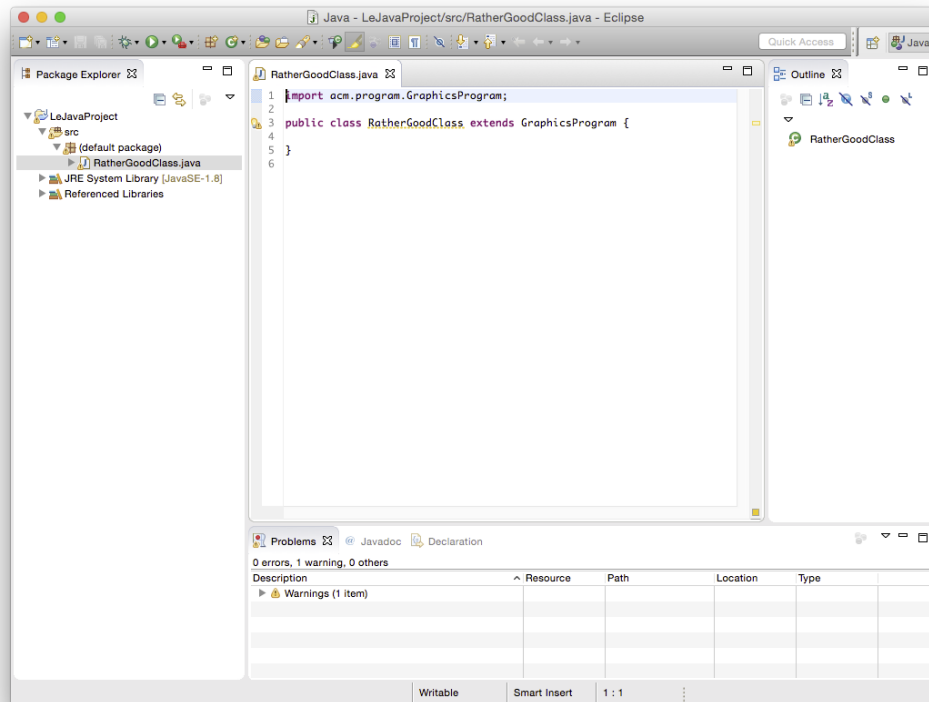 Java - LeJavaProject/src/RatherGoodClass.java - Eclipse
Quick Access
Java
Package Explorer
LeJavaProject
src
(default package)
RatherGoodClass.java
JRE System Library [JavaSE-1.8]
Referenced Libraries
RatherGoodClass.java
1 import acm.program.GraphicsProgram;
2
3 public class RatherGoodClass extends GraphicsProgram {
4
5 }
6
Outline
RatherGoodClass
Problems Javadoc Declaration
0 errors, 1 warning, 0 others
Description Resource Path Location Type
Warnings (1 item)
Writable Smart Insert 1 : 1